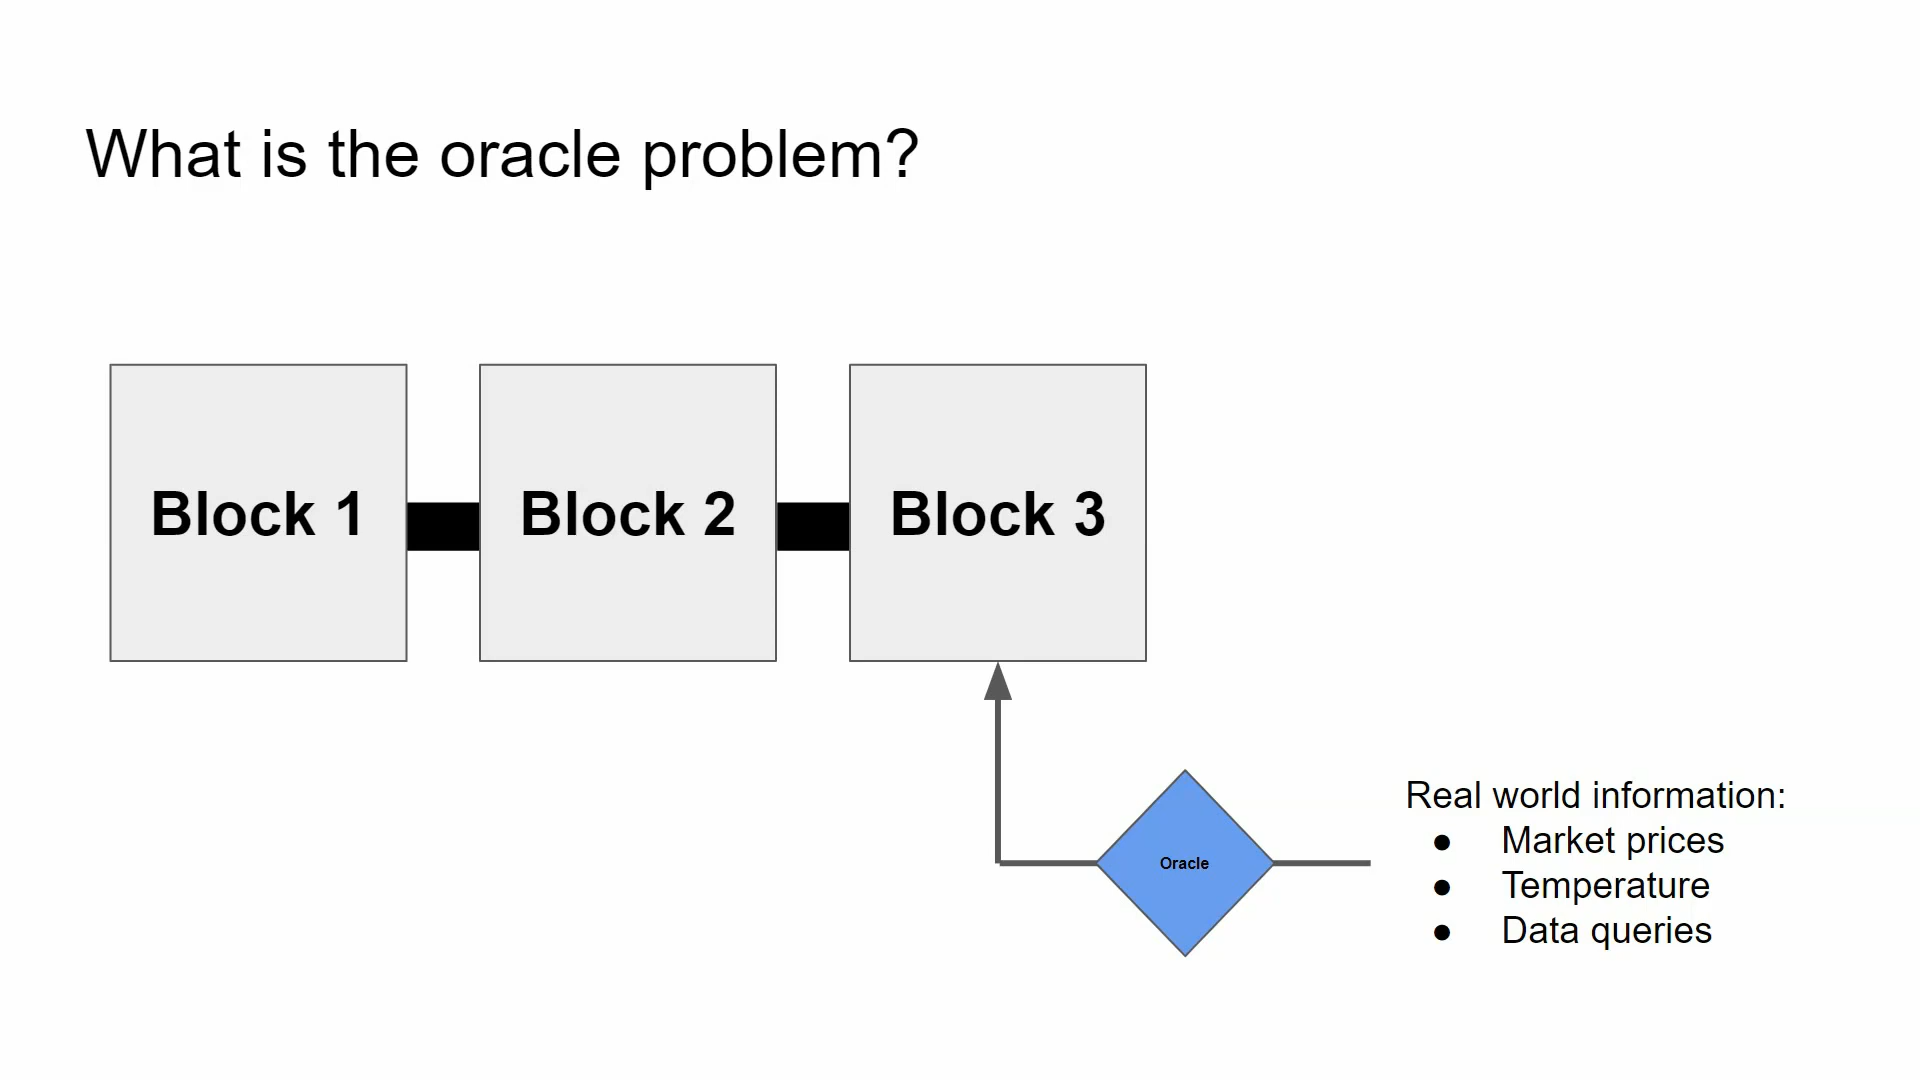 What is the oracle problem?
Block 1
Block 2
Block 3
Oracle
Real world information:
● Market prices
● Temperature
● Data queries